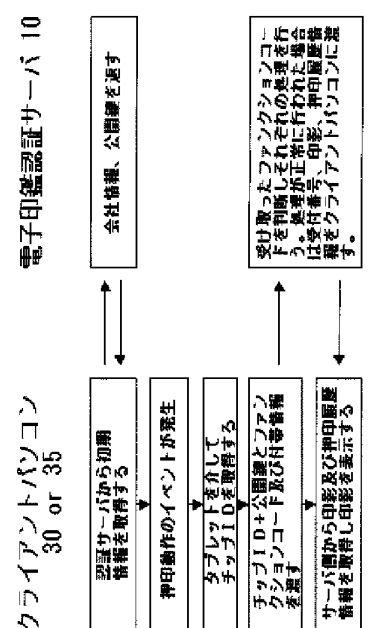 電子印鑑認証サーバ 10
会社情報、公開鍵を返す
受け取ったファンクションコー
ドを判断しそれぞれの処理を行
う。処理が正常に行われた場合
は受付番号、印影、押印履歴情
報をクライアントパソコンに渡
す。
クライアントパソコン
30 or 35
認証サーバから初期
情報を取得する
押印動作のイベントが発生
タブレットを介して
チップIDを取得する
チップID+公開鍵とファン
クションコード及び付帯情報
を渡す
サーバ側から印影及び押印履歴
情報を取得し印影を表示する